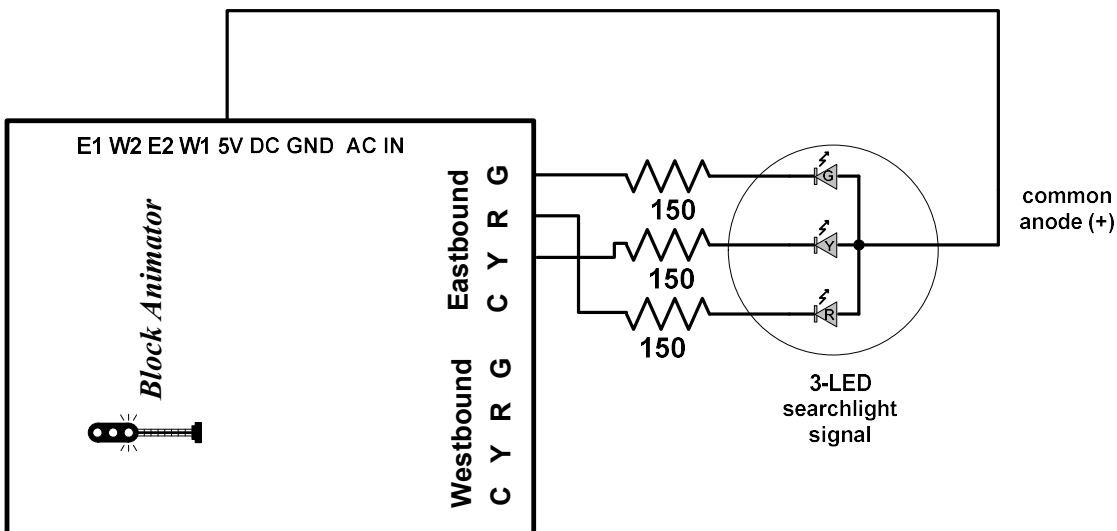 E1 W2 E2 W1 5V DC GND AC IN
Block Animator
Eastbound
C Y R G
Westbound
C Y R G
150
150
150
G
Y
R
common
anode (+)
3-LED
searchlight
signal